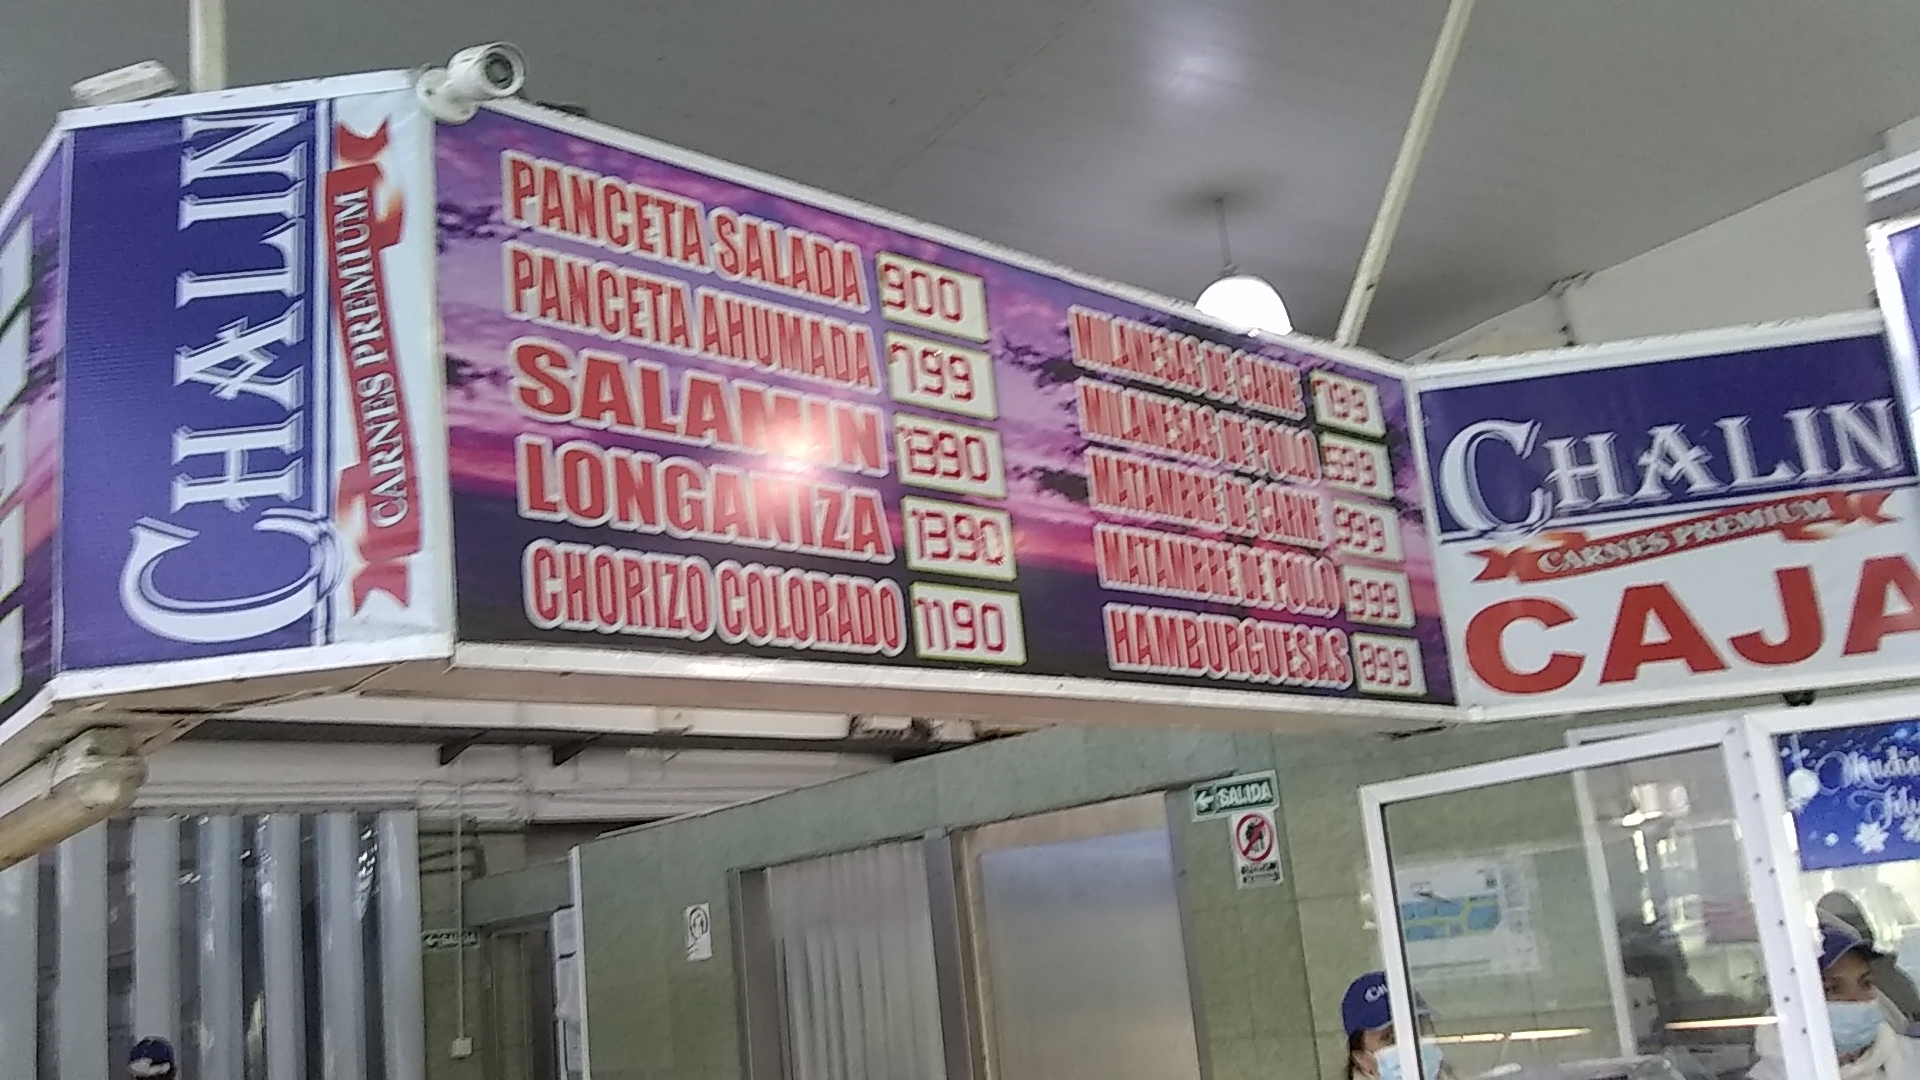 CHALIN
CARNES PREMIUM
PANCETA SALADA 900
PANCETA AHUMADA 799
SALAMIN 1390
LONGANIZA 1390
CHORIZO COLORADO 1190
MILANESAS DE CARNE 799
MILANESAS DE POLLO 599
MATAMBRE DE CARNE 999
MATAMBRE DE POLLO 999
HAMBURGUESAS 899
CHALIN
CARNES PREMIUM
CAJA
SALIDA
SALIDA